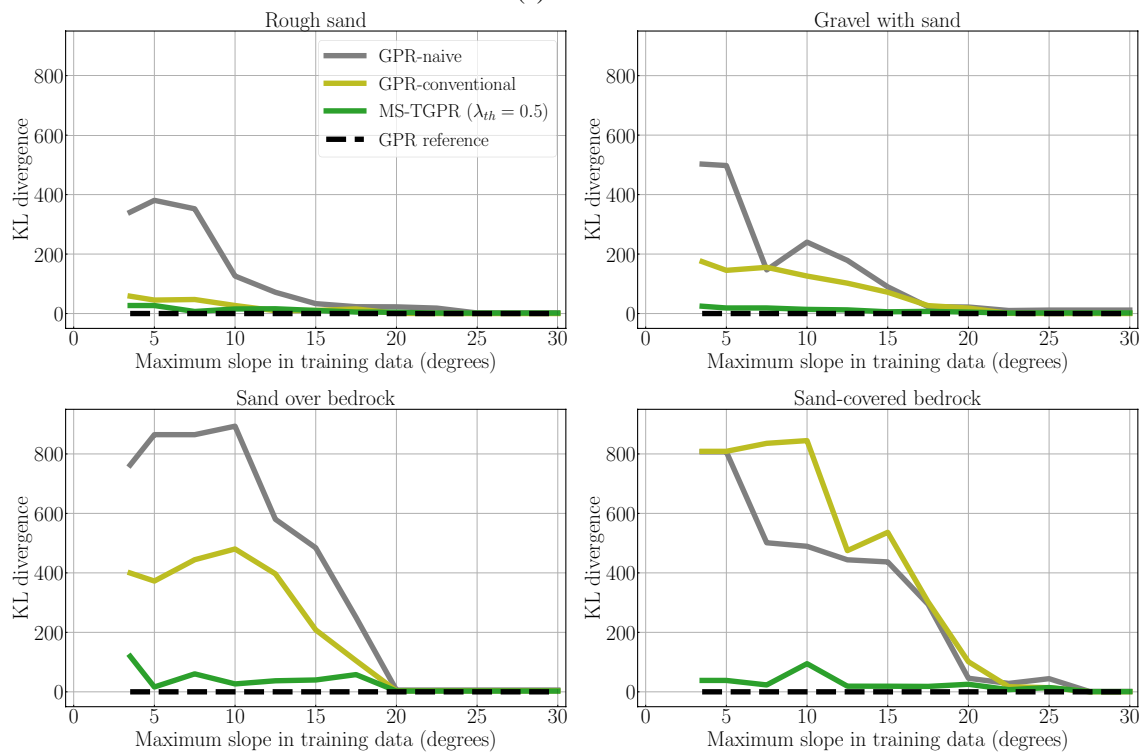 Rough sand
KL divergence
800
600
400
200
0
GPR-naive
GPR-conventional
MS-TGPR (λ_th = 0.5)
GPR reference
0 5 10 15 20 25 30
Maximum slope in training data (degrees)
Gravel with sand
KL divergence
800
600
400
200
0
0 5 10 15 20 25 30
Maximum slope in training data (degrees)
Sand over bedrock
KL divergence
800
600
400
200
0
0 5 10 15 20 25 30
Maximum slope in training data (degrees)
Sand-covered bedrock
KL divergence
800
600
400
200
0
0 5 10 15 20 25 30
Maximum slope in training data (degrees)